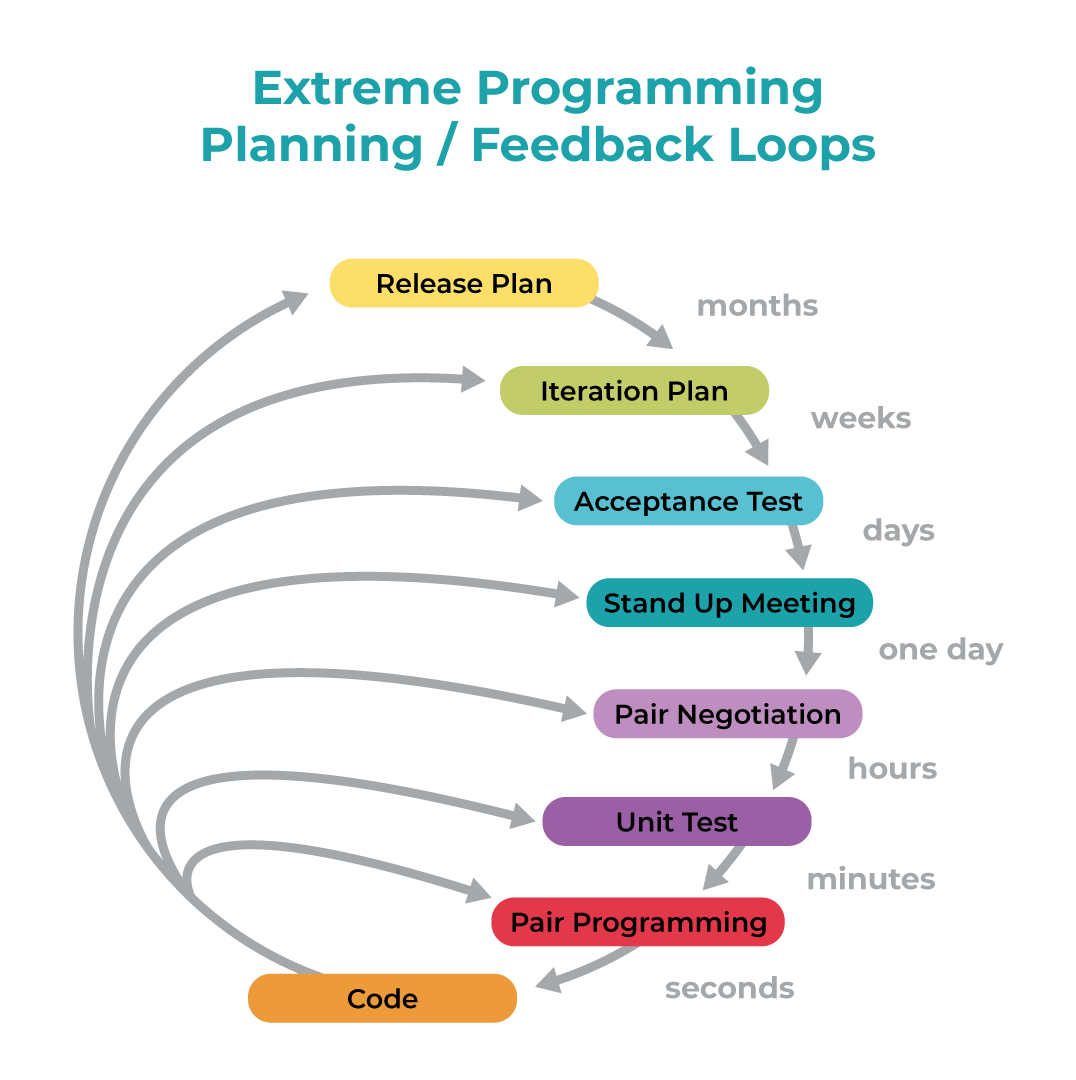 Extreme Programming
Planning / Feedback Loops
Release Plan
months
Iteration Plan
weeks
Acceptance Test
days
Stand Up Meeting
one day
Pair Negotiation
hours
Unit Test
minutes
Pair Programming
seconds
Code